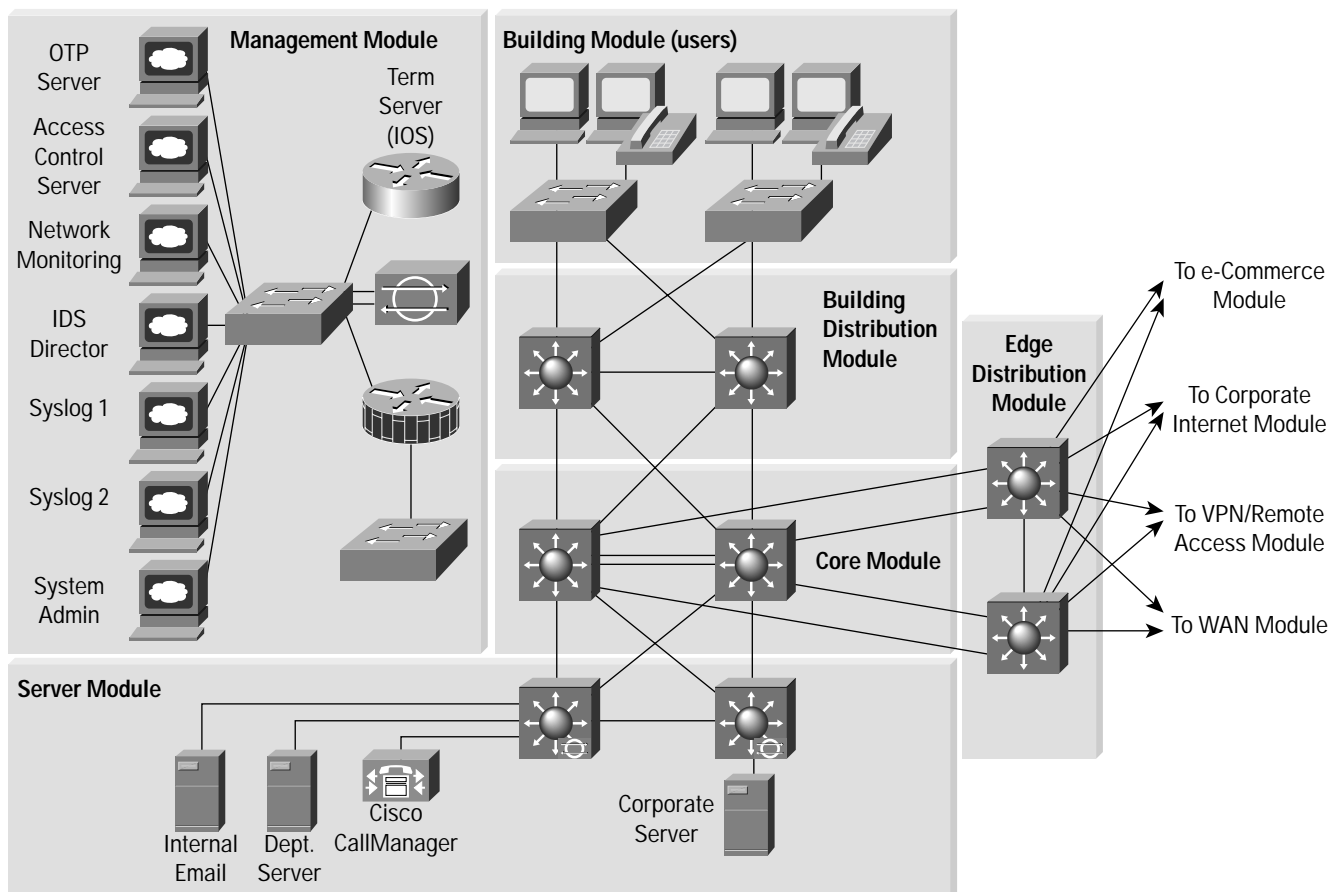 Management Module
OTP
Server
Access
Control
Server
Network
Monitoring
IDS
Director
Syslog 1
Syslog 2
System
Admin
Term
Server
(IOS)
Building Module (users)
Building
Distribution
Module
Core Module
Edge
Distribution
Module
To e-Commerce
Module
To Corporate
Internet Module
To VPN/Remote
Access Module
To WAN Module
Server Module
Internal
Email
Dept.
Server
Cisco
CallManager
Corporate
Server